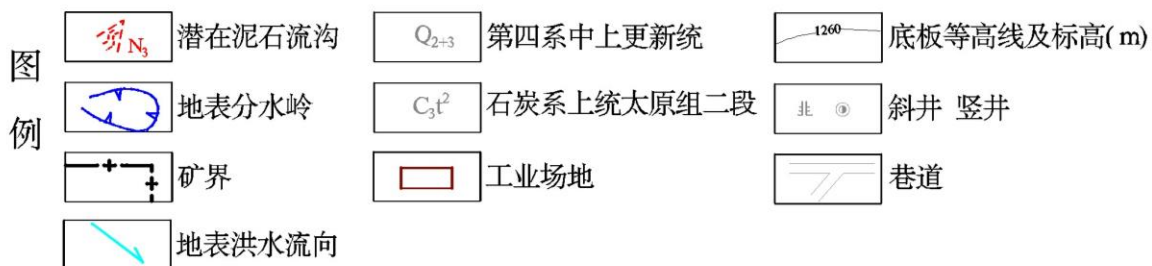 图例
N₃ 潜在泥石流沟 Q₂₊₃ 第四系中上更新统 1260 底板等高线及标高(m)
地表分水岭 C₃t² 石炭系上统太原组二段 斜井 竖井
矿界 工业场地 巷道
地表洪水流向